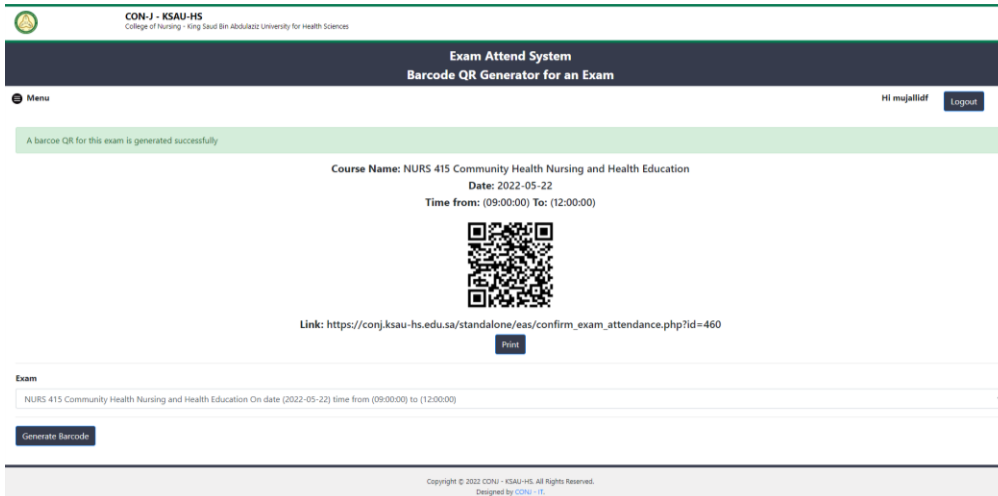 CON-J - KSAU-HS
College of Nursing - King Saud Bin Abdulaziz University for Health Sciences
Exam Attend System
Barcode QR Generator for an Exam
Menu
Hi mujallidf
Logout
A barcoe QR for this exam is generated successfully
Course Name: NURS 415 Community Health Nursing and Health Education
Date: 2022-05-22
Time from: (09:00:00) To: (12:00:00)
Link: https://conj.ksau-hs.edu.sa/standalone/eas/confirm_exam_attendance.php?id=460
Print
Exam
NURS 415 Community Health Nursing and Health Education On date (2022-05-22) time from (09:00:00) to (12:00:00)
Generate Barcode
Copyright © 2022 CONJ - KSAU-HS. All Rights Reserved.
Designed by CONJ - IT.